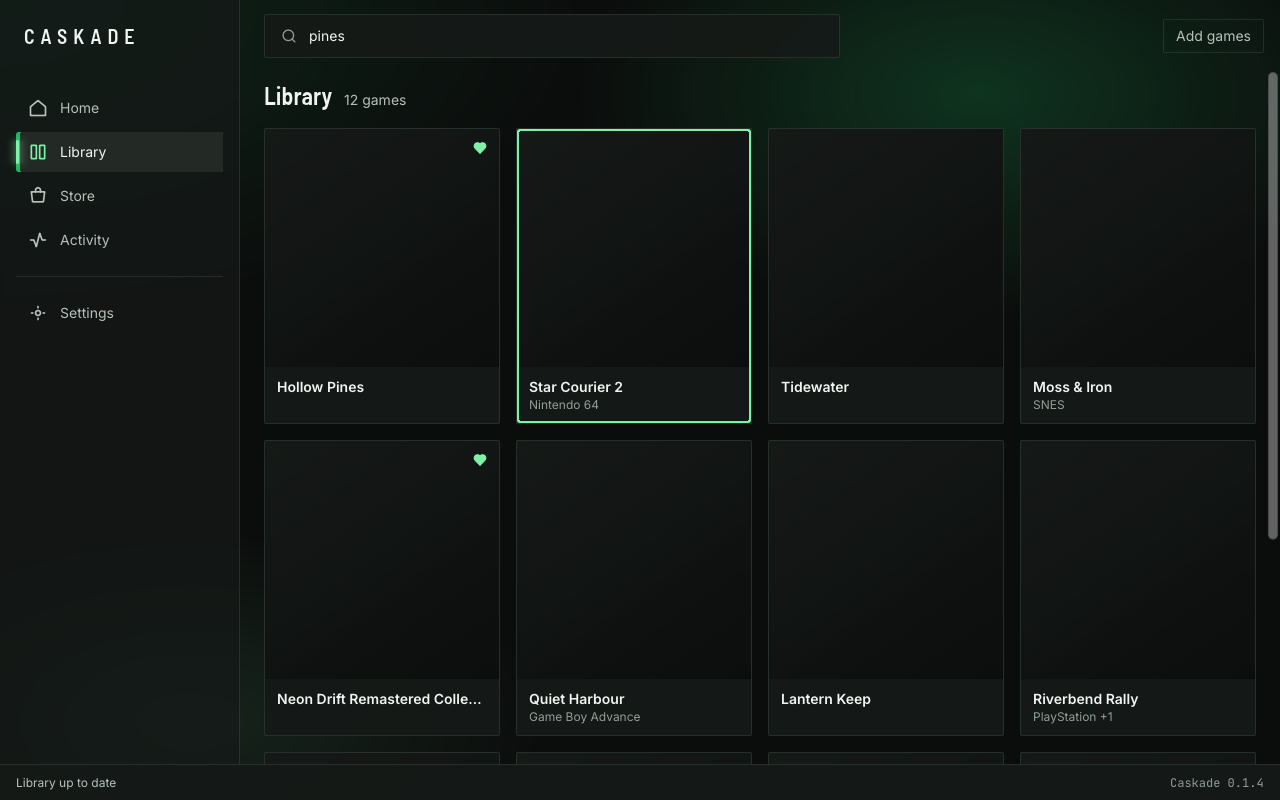 CASKADE
pines
Add games
Home
Library
Store
Activity
Settings
Library 12 games
Hollow Pines
Star Courier 2
Nintendo 64
Tidewater
Moss & Iron
SNES
Neon Drift Remastered Colle...
Quiet Harbour
Game Boy Advance
Lantern Keep
Riverbend Rally
PlayStation +1
Library up to date
Caskade 0.1.4